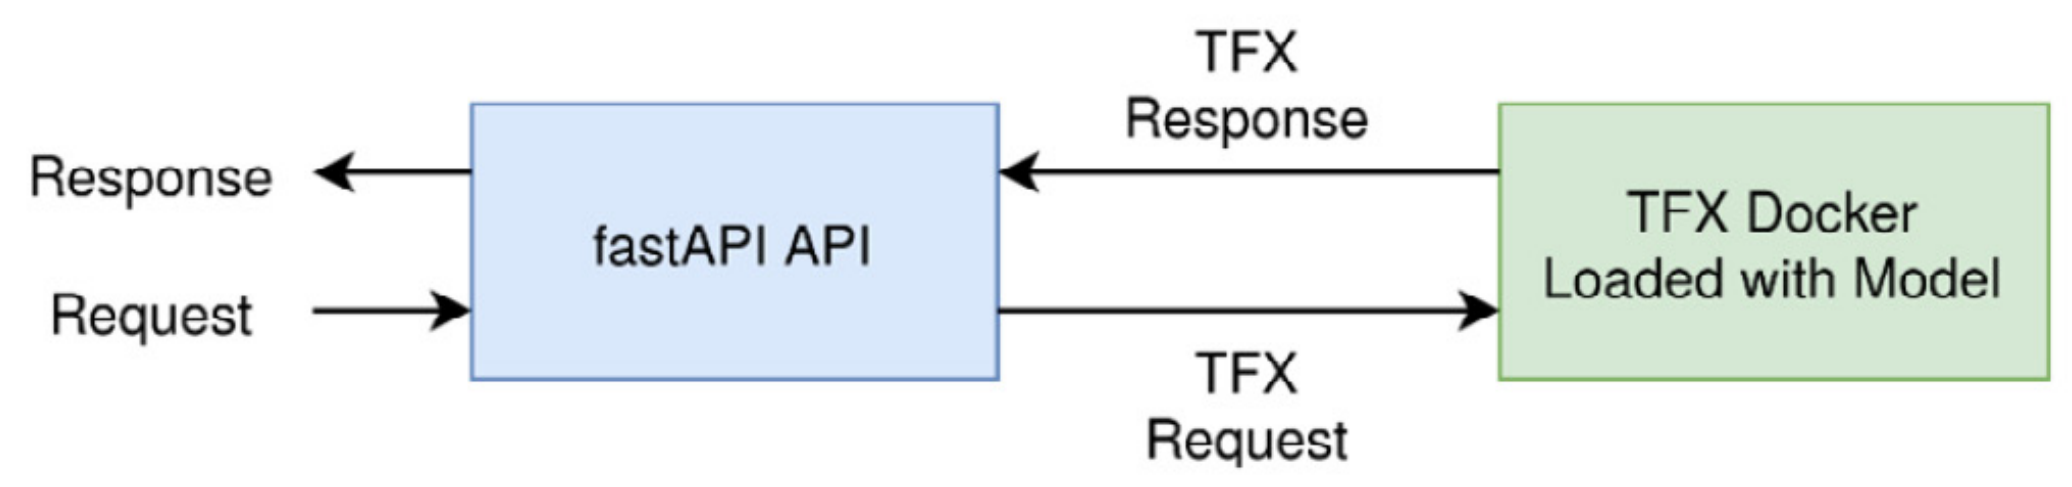 TFX
Response
Response
fastAPI API
TFX Docker
Loaded with Model
Request
TFX
Request